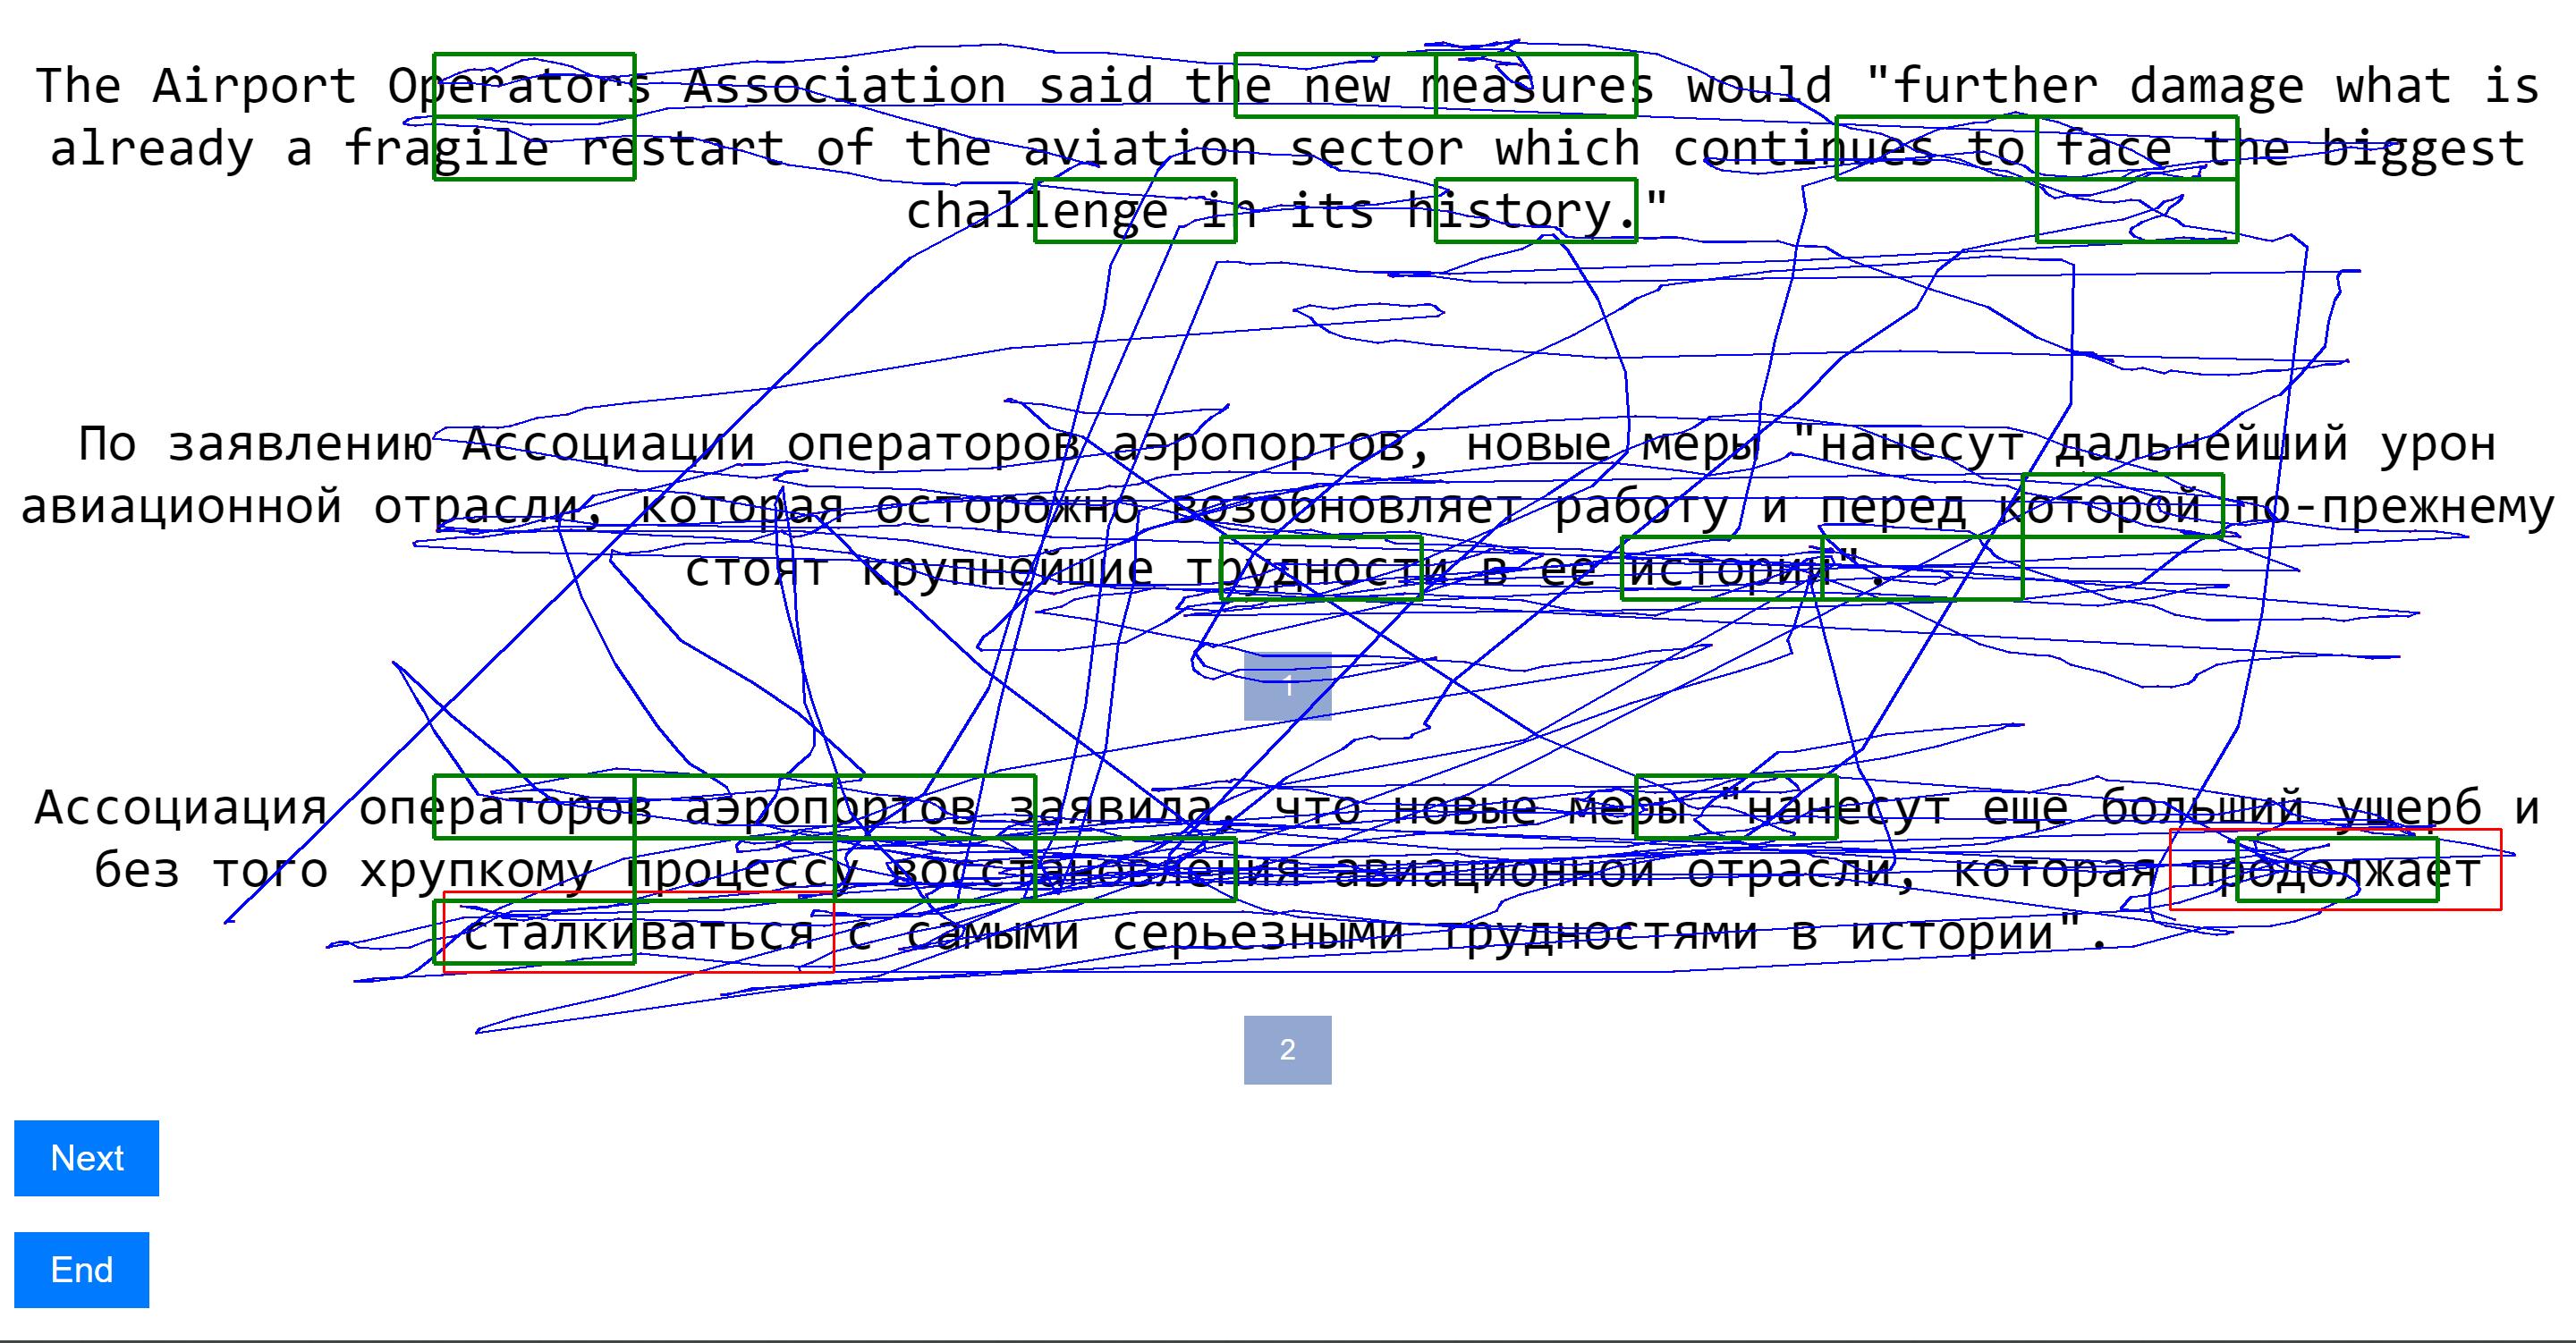 The Airport Operators Association said the new measures would "further damage what is
already a fragile restart of the aviation sector which continues to face the biggest
challenge in its history."
По заявлению Ассоциации операторов аэропортов, новые меры "нанесут дальнейший урон
авиационной отрасли, которая осторожно возобновляет работу и перед которой по-прежнему
стоят крупнейшие трудности в ее истории".
1
Ассоциация операторов аэропортов заявила, что новые меры "нанесут еще больший ущерб и
без того хрупкому процессу восстановления авиационной отрасли, которая продолжает
сталкиваться с самыми серьезными трудностями в истории".
2
Next
End